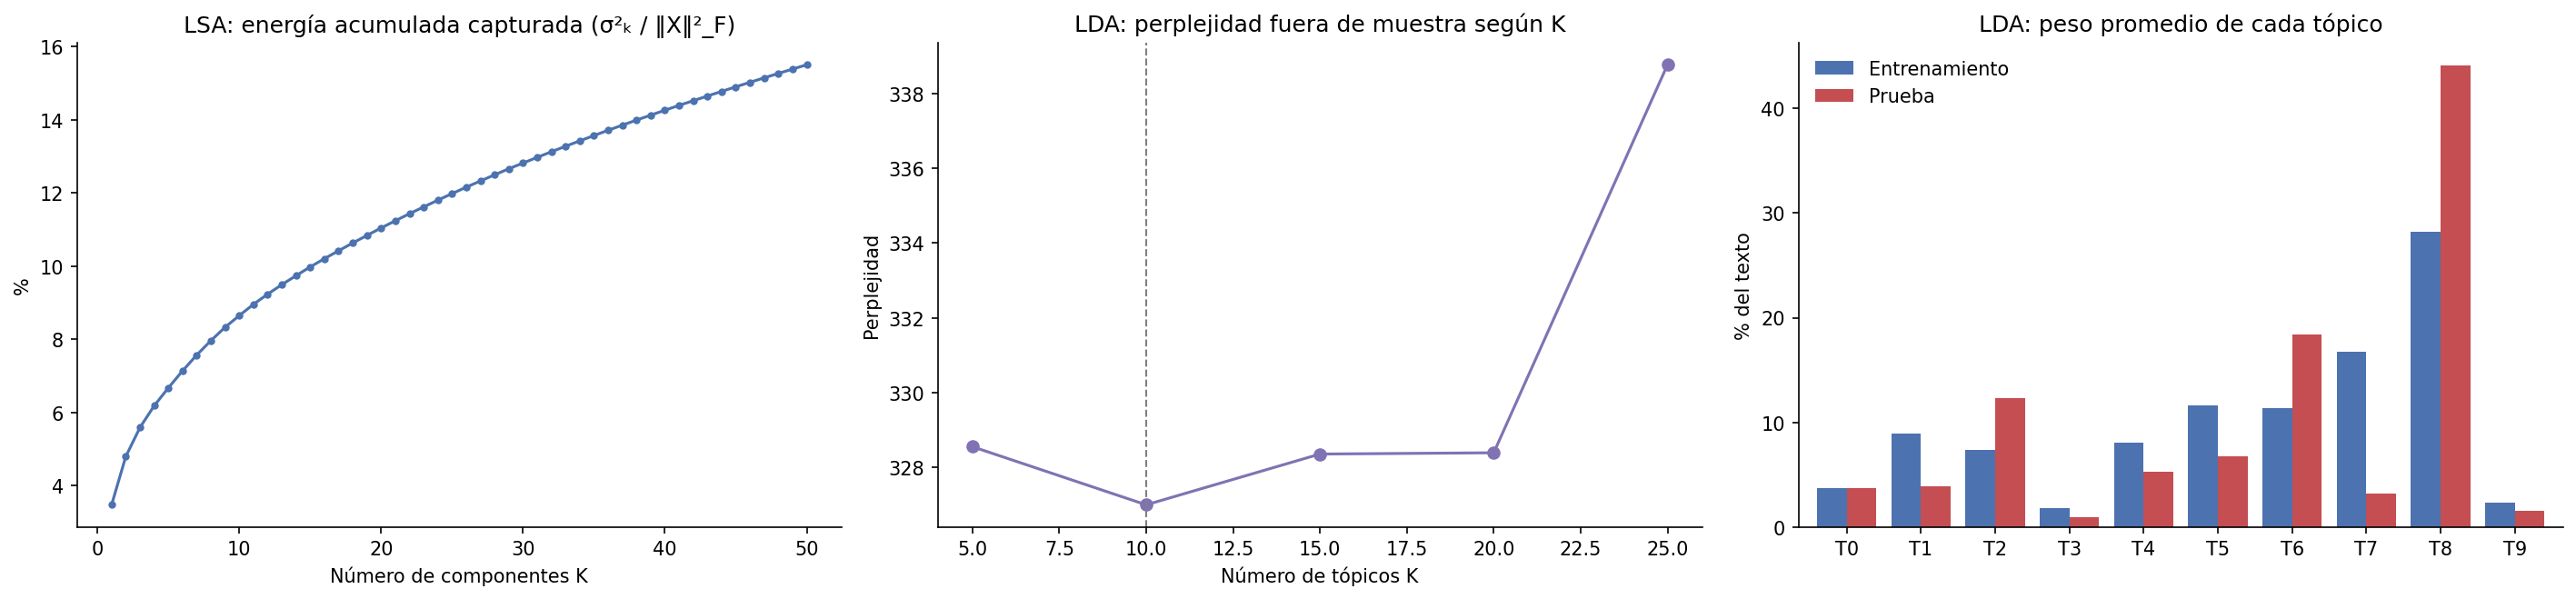 LSA: energía acumulada capturada (σ²ₖ / ‖X‖²_F)
%
16
14
12
10
8
6
4
0 10 20 30 40 50
Número de componentes K
LDA: perplejidad fuera de muestra según K
Perplejidad
338
336
334
332
330
328
5.0 7.5 10.0 12.5 15.0 17.5 20.0 22.5 25.0
Número de tópicos K
LDA: peso promedio de cada tópico
Entrenamiento
Prueba
% del texto
40
30
20
10
0
T0 T1 T2 T3 T4 T5 T6 T7 T8 T9